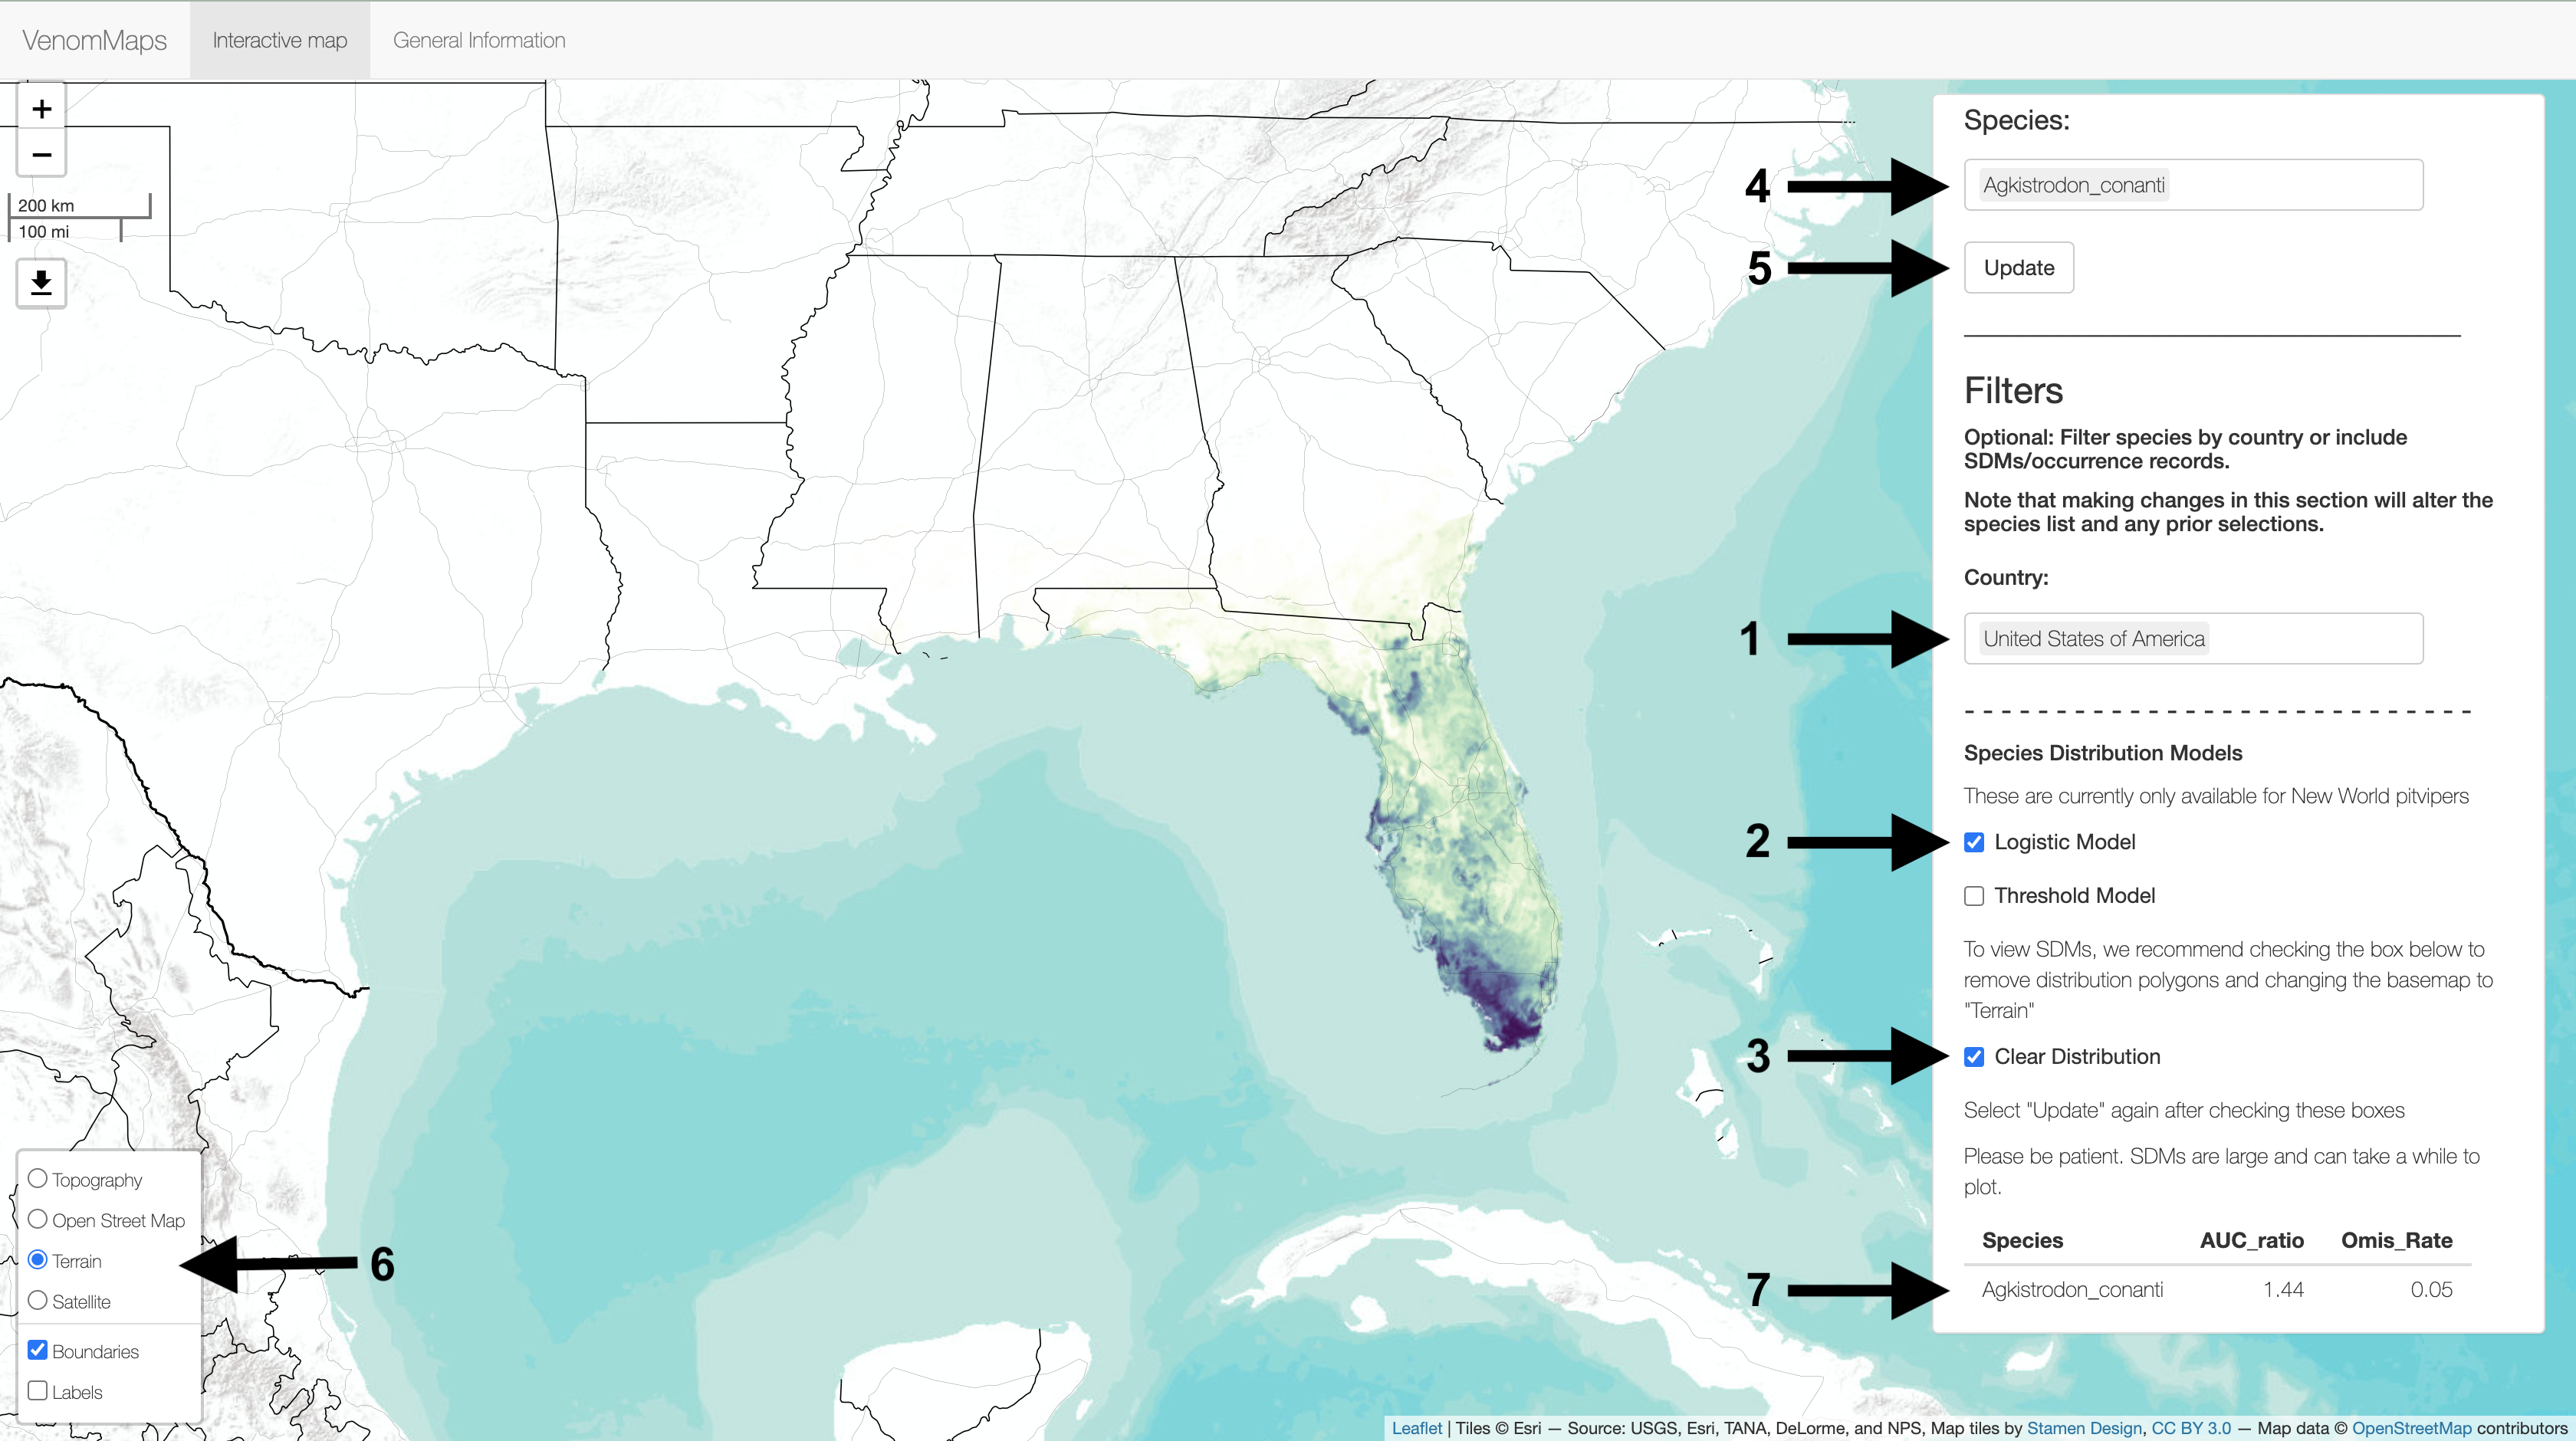 VenomMaps
Interactive map
General Information
+
−
200 km
100 mi
Species:
4
Agkistrodon_conanti
5
Update
Filters
Optional: Filter species by country or include
SDMs/occurrence records.
Note that making changes in this section will alter the
species list and any prior selections.
Country:
1
United States of America
Species Distribution Models
These are currently only available for New World pitvipers
2
Logistic Model
Threshold Model
To view SDMs, we recommend checking the box below to
remove distribution polygons and changing the basemap to
"Terrain"
3
Clear Distribution
Select "Update" again after checking these boxes
Please be patient. SDMs are large and can take a while to
plot.
Species AUC_ratio Omis_Rate
7
Agkistrodon_conanti 1.44 0.05
Topography
Open Street Map
Terrain
6
Satellite
Boundaries
Labels
Leaflet | Tiles © Esri — Source: USGS, Esri, TANA, DeLorme, and NPS, Map tiles by Stamen Design, CC BY 3.0 — Map data © OpenStreetMap contributors